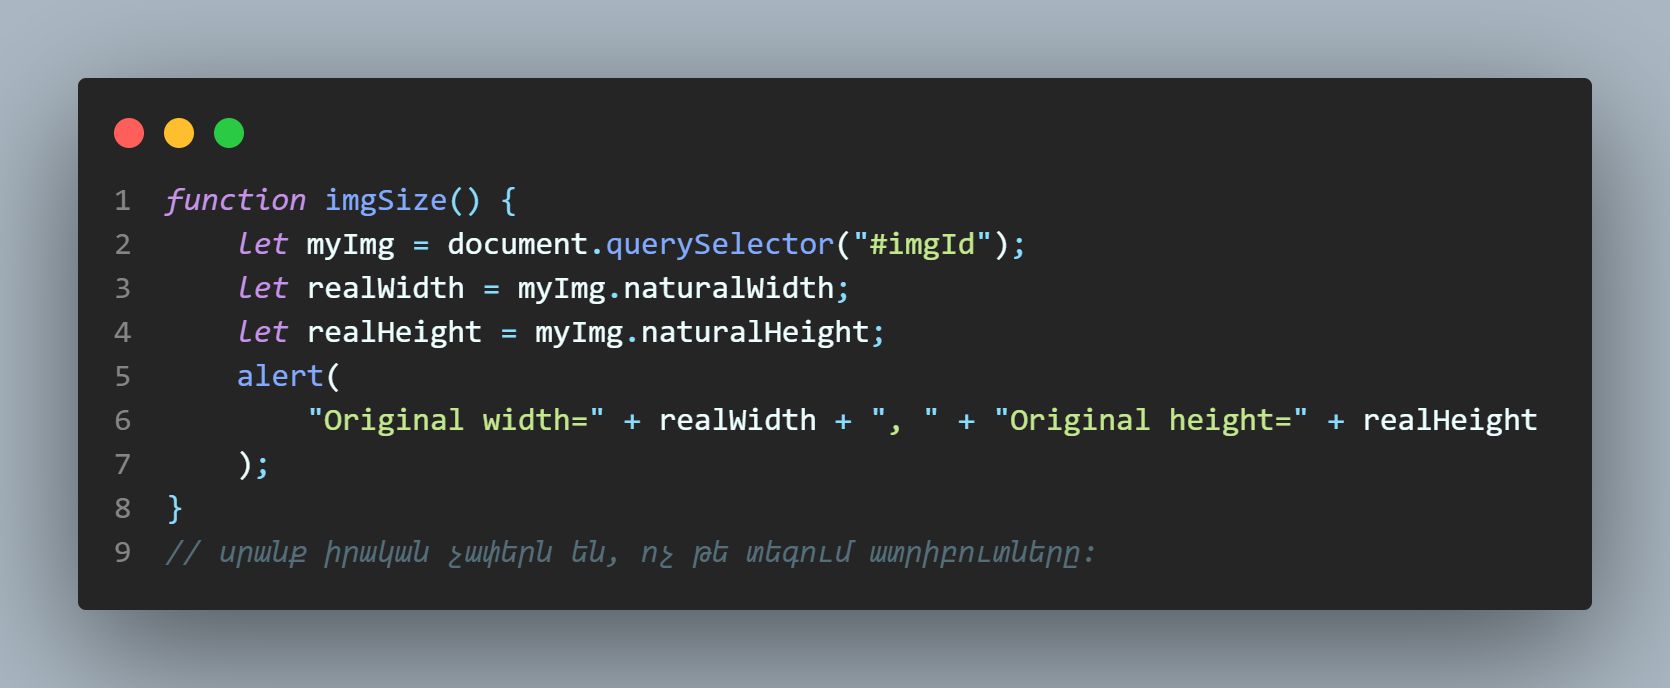 1 function imgSize() {
2 let myImg = document.querySelector("#imgId");
3 let realWidth = myImg.naturalWidth;
4 let realHeight = myImg.naturalHeight;
5 alert(
6 "Original width=" + realWidth + ", " + "Original height=" + realHeight
7 );
8 }
9 // սրանք իրական չափերն են, ոչ թե տեգում ատրիբուտները: